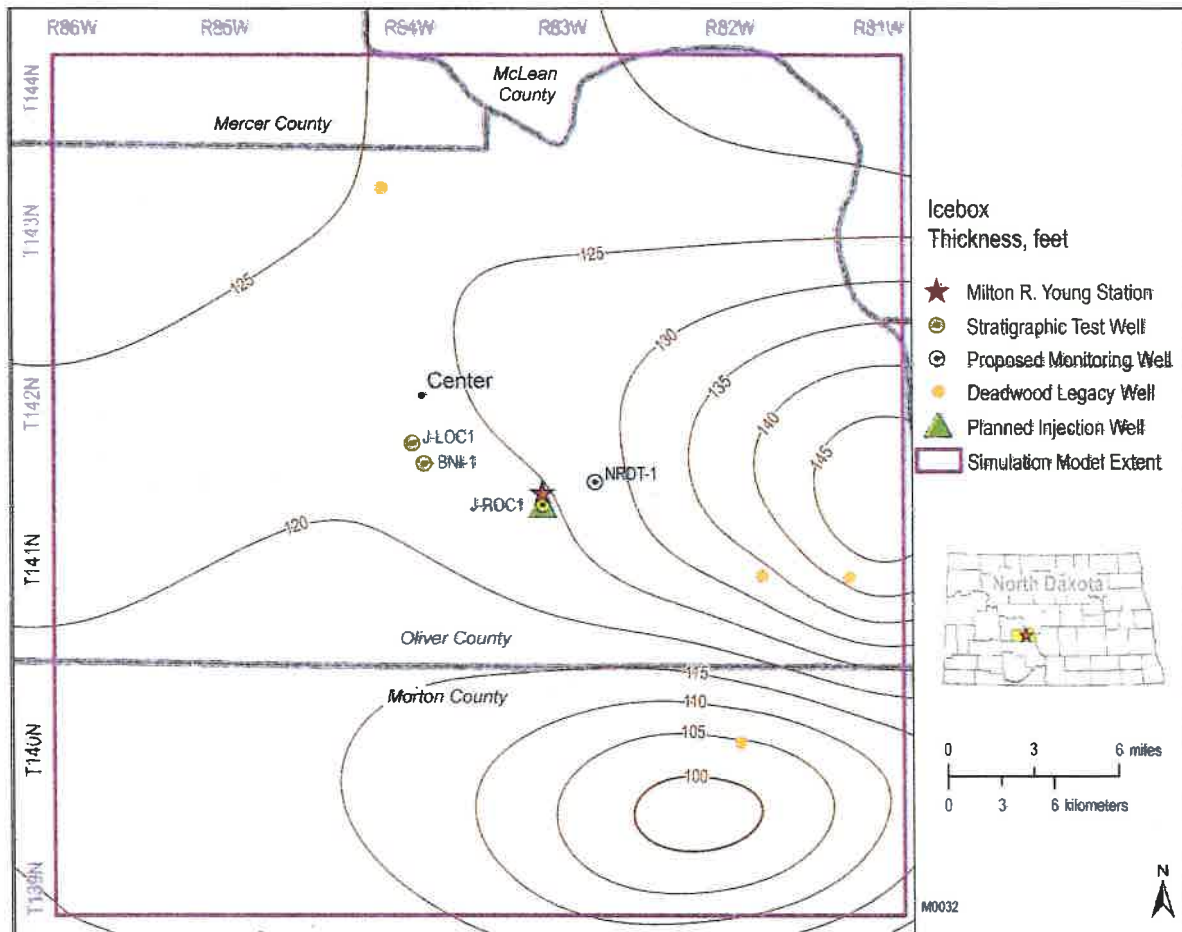 R86W R85W R84W R83W R82W R81W
T144N
T143N
T142N
T141N
T140N
T139N
McLean
County
Mercer County
125
125
130
135
140
145
Center
J-LOC1
BNI-1
NRDT-1
J-ROC1
120
Oliver County
Morton County
115
110
105
100
Icebox
Thickness, feet
Milton R. Young Station
Stratigraphic Test Well
Proposed Monitoring Well
Deadwood Legacy Well
Planned Injection Well
Simulation Model Extent
North Dakota
0 3 6 miles
0 3 6 kilometers
M0032
N